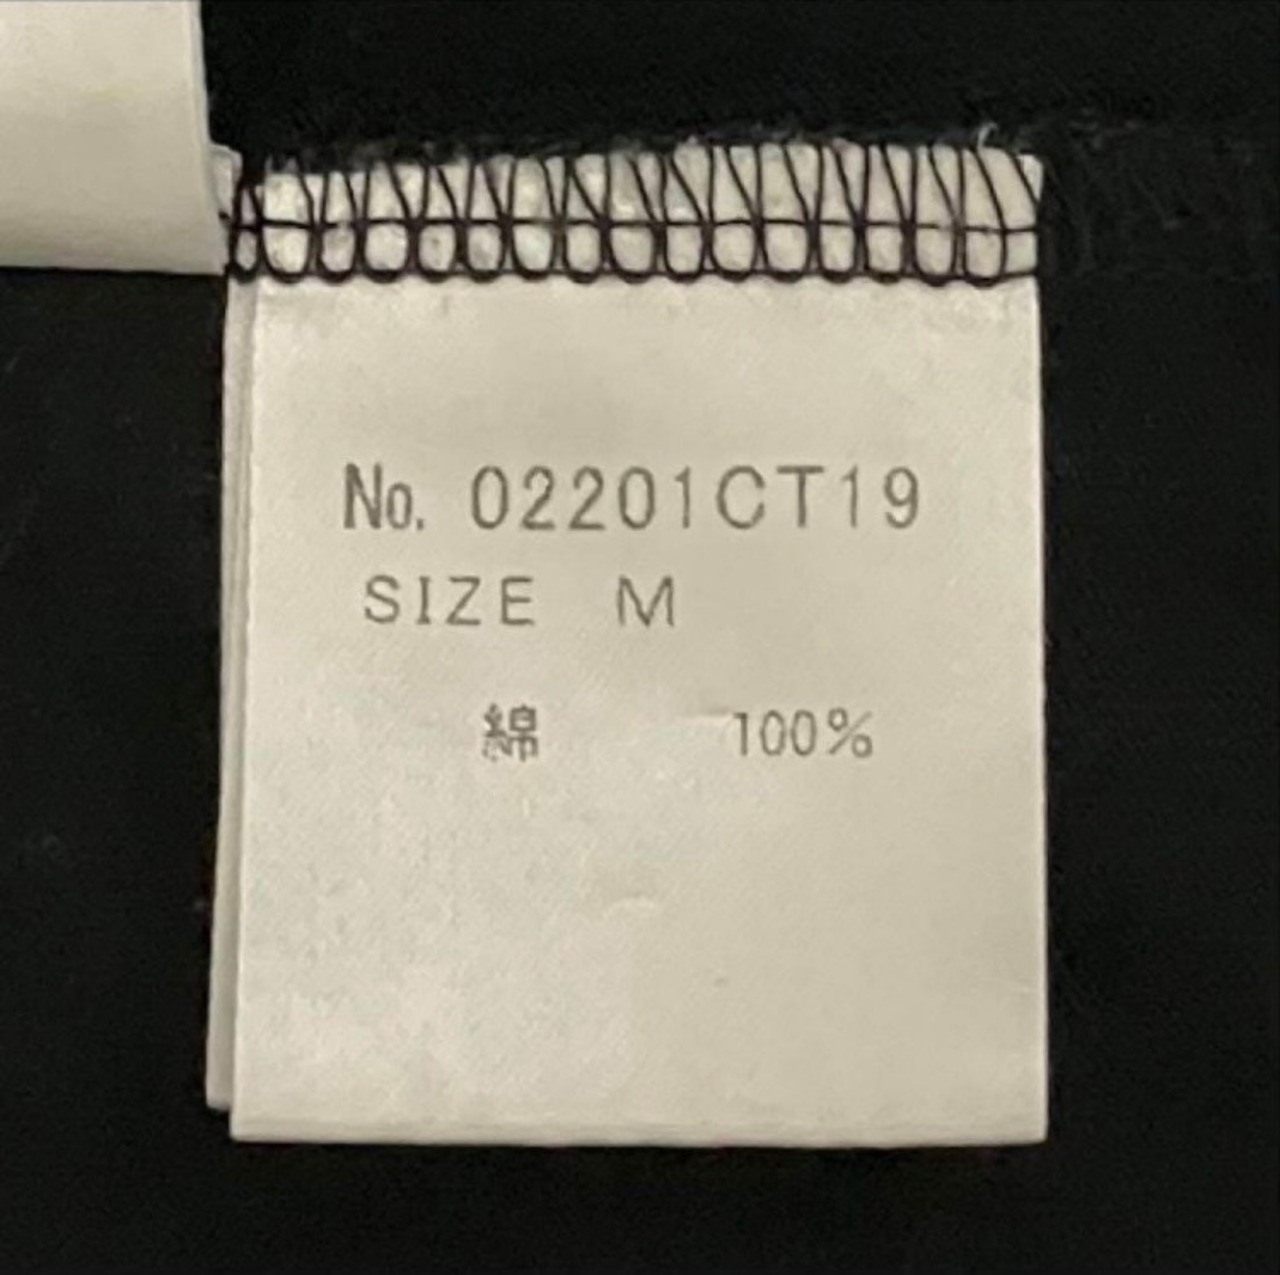 No. 02201CT19
SIZE M
綿 100%